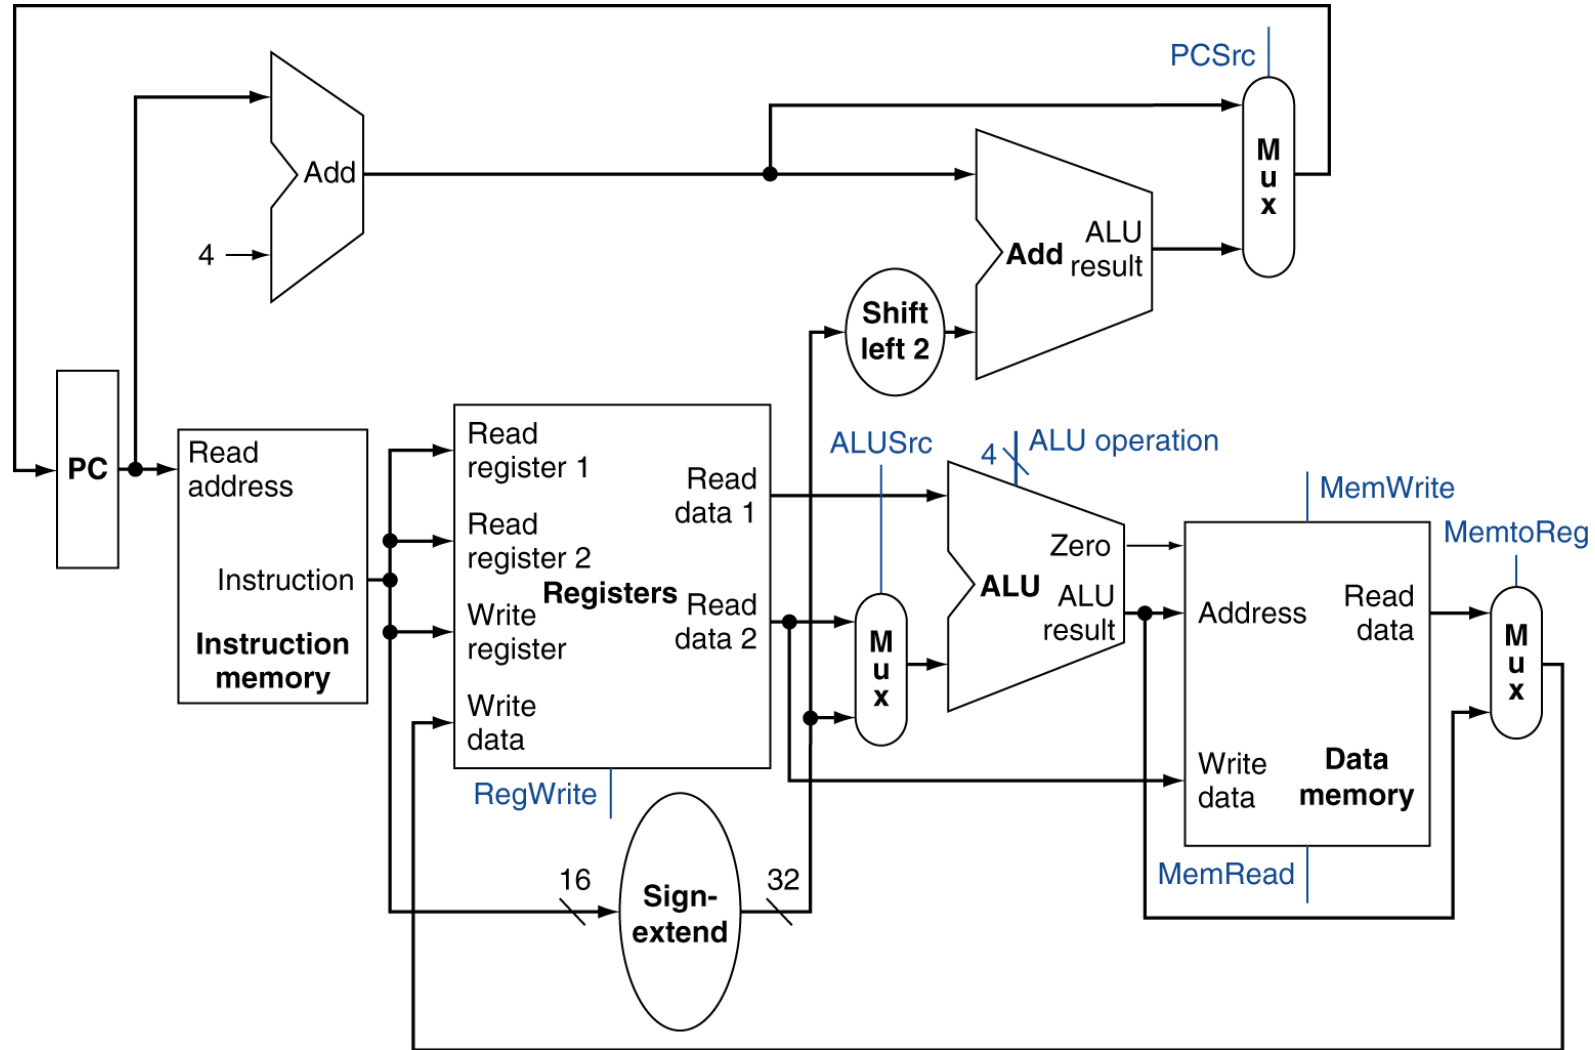 PCSrc
M
u
x
Add
4
Add
ALU
result
Shift
left 2
PC
Read
address
Instruction
Instruction
memory
Read
register 1
Read
register 2
Write
register
Write
data
Registers
Read
data 1
Read
data 2
RegWrite
16
Sign-
extend
32
ALUSrc
M
u
x
4
ALU operation
Zero
ALU
ALU
result
MemWrite
Address
Read
data
Write
data
Data
memory
MemRead
MemtoReg
M
u
x